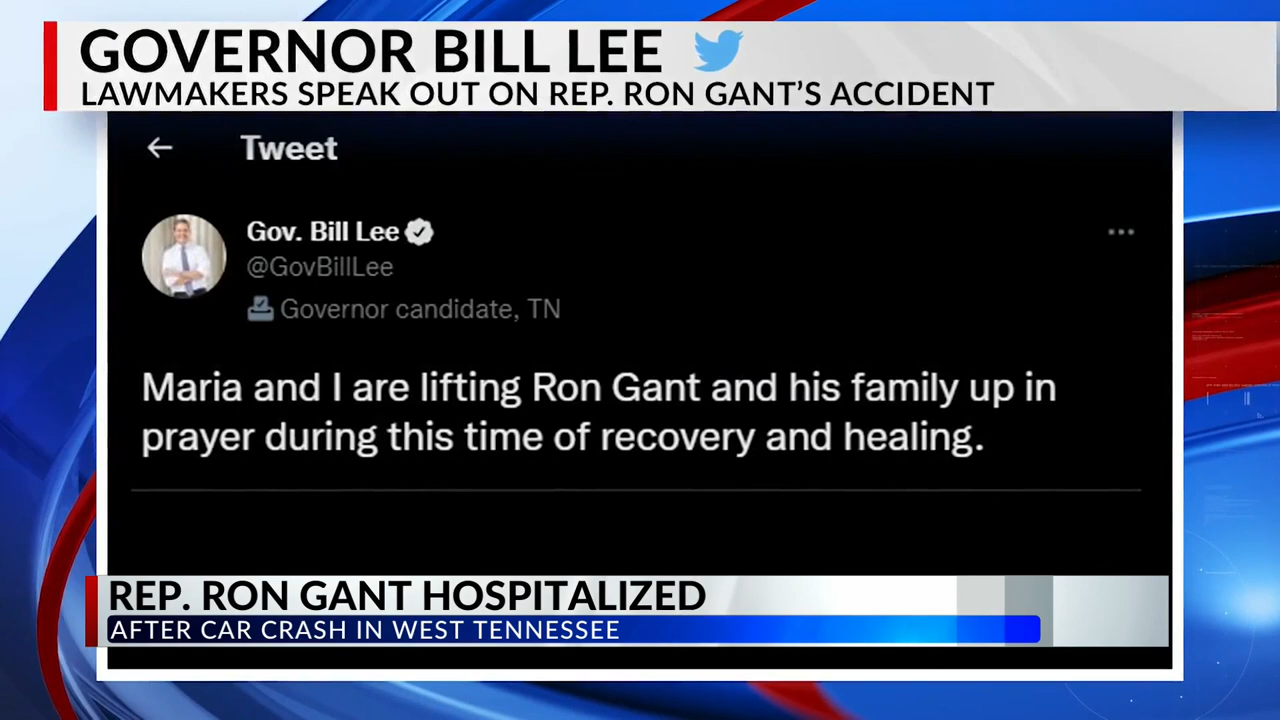 GOVERNOR BILL LEE
LAWMAKERS SPEAK OUT ON REP. RON GANT'S ACCIDENT
Tweet
Gov. Bill Lee
@GovBillLee
Governor candidate, TN
Maria and I are lifting Ron Gant and his family up in
prayer during this time of recovery and healing.
REP. RON GANT HOSPITALIZED
AFTER CAR CRASH IN WEST TENNESSEE